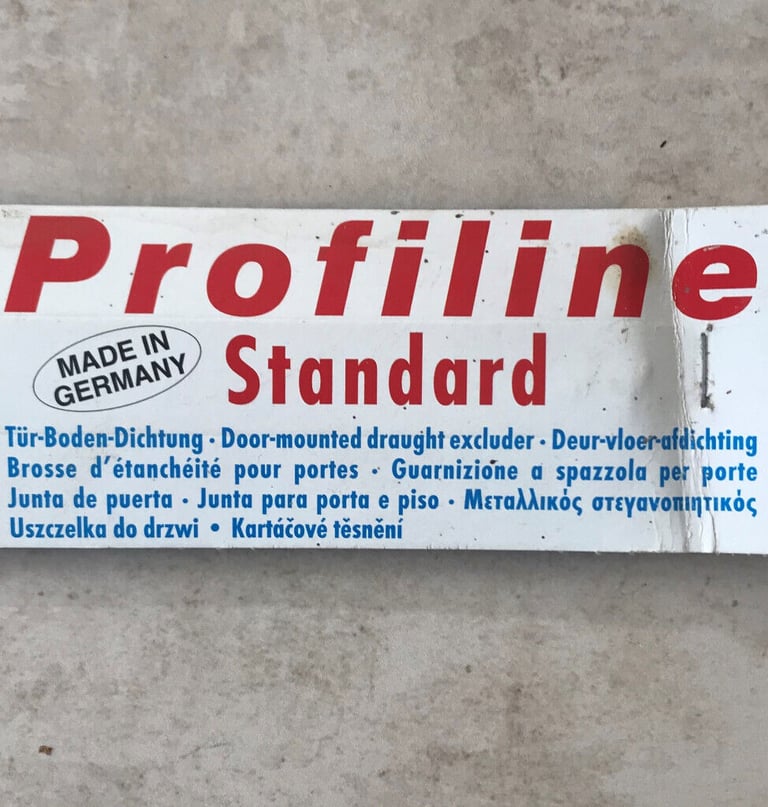 Profiline
MADE IN
GERMANY
Standard
Tür-Boden-Dichtung · Door-mounted draught excluder · Deur-vloer-afdichting
Brosse d'étanchéité pour portes · Guarnizione a spazzola per porte
Junta de puerta · Junta para porta e piso · Μεταλλικός στεγανοπιητικός
Uszczelka do drzwi • Kartáčové těsnění